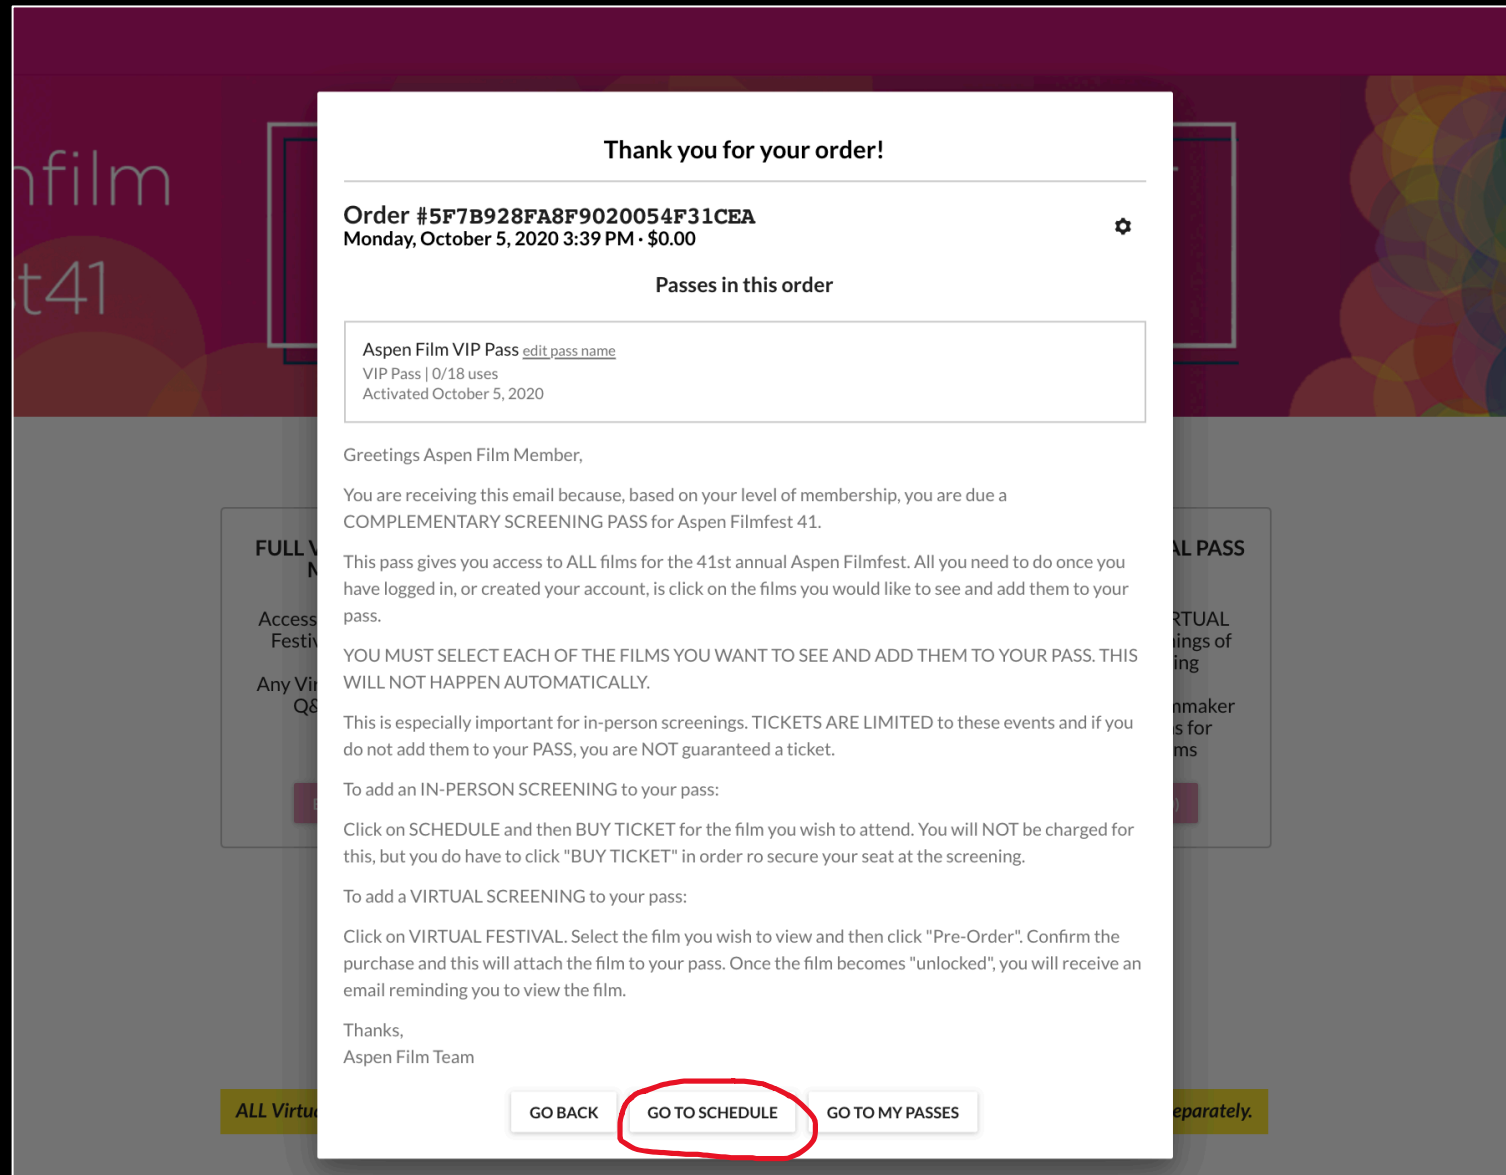 nfilm
t41
Thank you for your order!
Order #5F7B928FA8F9020054F31CEA
Monday, October 5, 2020 3:39 PM · $0.00
Passes in this order
Aspen Film VIP Pass edit pass name
VIP Pass | 0/18 uses
Activated October 5, 2020
Greetings Aspen Film Member,
You are receiving this email because, based on your level of membership, you are due a
COMPLEMENTARY SCREENING PASS for Aspen Filmfest 41.
This pass gives you access to ALL films for the 41st annual Aspen Filmfest. All you need to do once you
have logged in, or created your account, is click on the films you would like to see and add them to your
pass.
YOU MUST SELECT EACH OF THE FILMS YOU WANT TO SEE AND ADD THEM TO YOUR PASS. THIS
WILL NOT HAPPEN AUTOMATICALLY.
This is especially important for in-person screenings. TICKETS ARE LIMITED to these events and if you
do not add them to your PASS, you are NOT guaranteed a ticket.
To add an IN-PERSON SCREENING to your pass:
Click on SCHEDULE and then BUY TICKET for the film you wish to attend. You will NOT be charged for
this, but you do have to click "BUY TICKET" in order ro secure your seat at the screening.
To add a VIRTUAL SCREENING to your pass:
Click on VIRTUAL FESTIVAL. Select the film you wish to view and then click "Pre-Order". Confirm the
purchase and this will attach the film to your pass. Once the film becomes "unlocked", you will receive an
email reminding you to view the film.
Thanks,
Aspen Film Team
GO BACK GO TO SCHEDULE GO TO MY PASSES
FULL V
Access
Festiv
Any Vir
Q&
AL PASS
RTUAL
ings of
ing
nmaker
s for
ms
ALL Virtua
eparately.